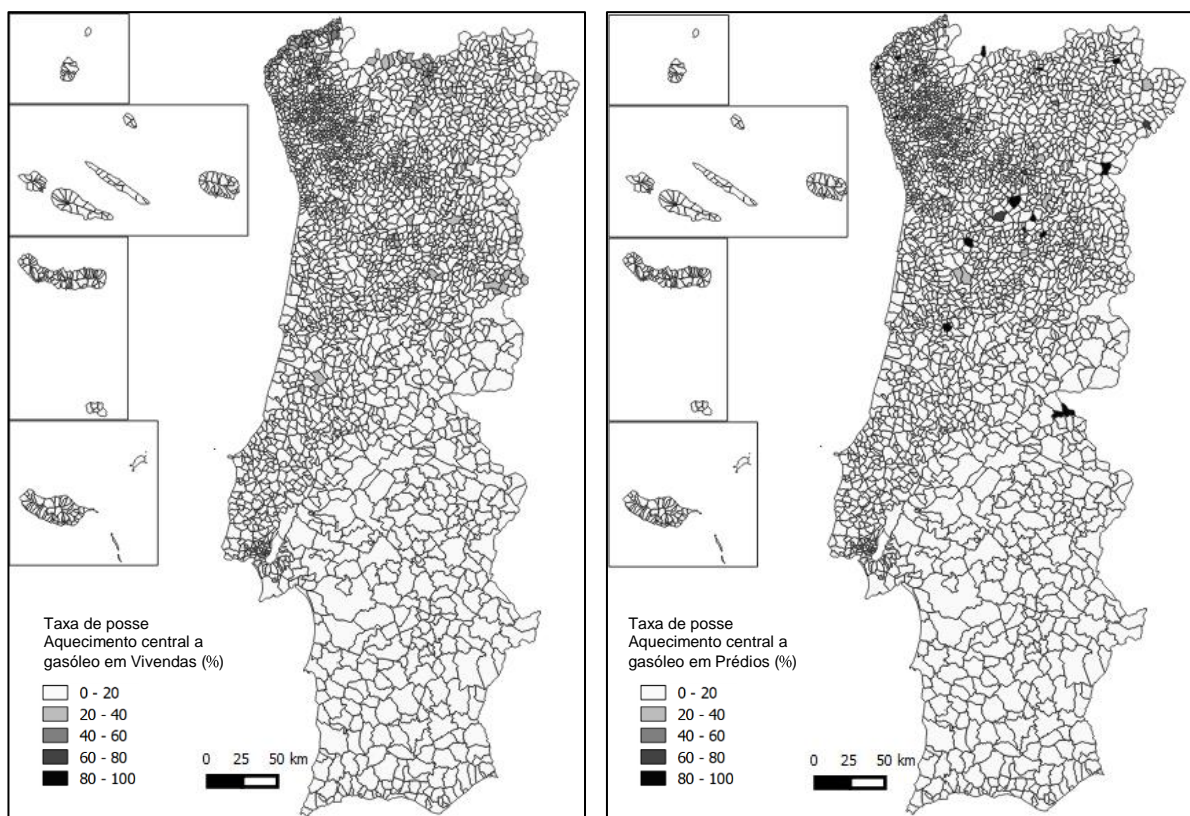 Taxa de posse
Aquecimento central a
gasóleo em Vivendas (%)
0 - 20
20 - 40
40 - 60
60 - 80
80 - 100
0 25 50 km
Taxa de posse
Aquecimento central a
gasóleo em Prédios (%)
0 - 20
20 - 40
40 - 60
60 - 80
80 - 100
0 25 50 km